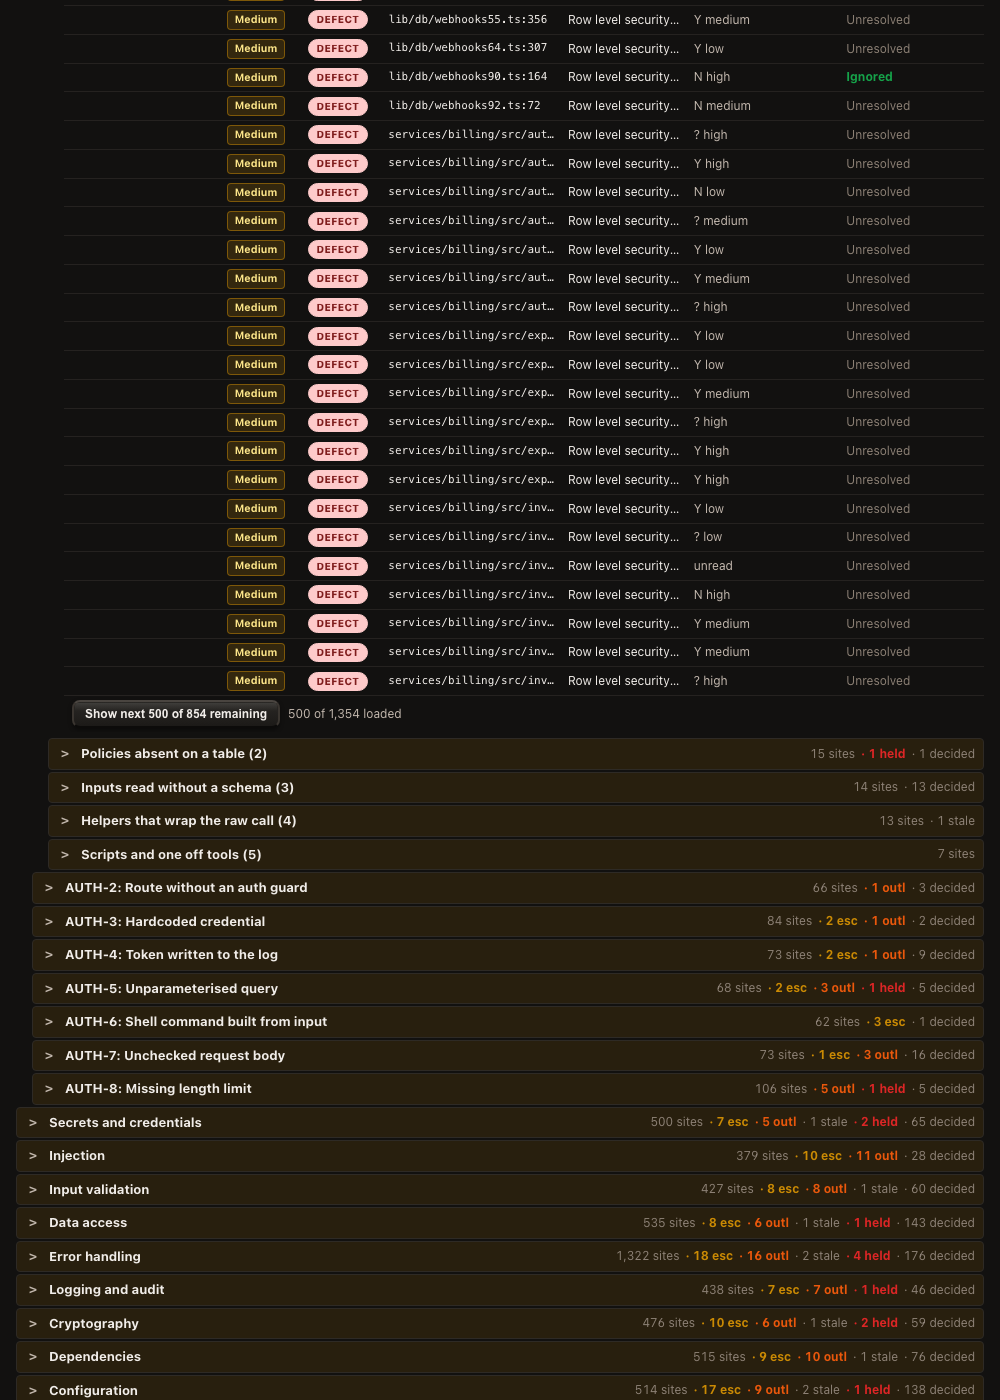 Medium DEFECT lib/db/webhooks55.ts:356 Row level security… Y medium Unresolved
Medium DEFECT lib/db/webhooks64.ts:307 Row level security… Y low Unresolved
Medium DEFECT lib/db/webhooks90.ts:164 Row level security… N high Ignored
Medium DEFECT lib/db/webhooks92.ts:72 Row level security… N medium Unresolved
Medium DEFECT services/billing/src/aut… Row level security… ? high Unresolved
Medium DEFECT services/billing/src/aut… Row level security… Y high Unresolved
Medium DEFECT services/billing/src/aut… Row level security… N low Unresolved
Medium DEFECT services/billing/src/aut… Row level security… ? medium Unresolved
Medium DEFECT services/billing/src/aut… Row level security… Y low Unresolved
Medium DEFECT services/billing/src/aut… Row level security… Y medium Unresolved
Medium DEFECT services/billing/src/aut… Row level security… ? high Unresolved
Medium DEFECT services/billing/src/exp… Row level security… Y low Unresolved
Medium DEFECT services/billing/src/exp… Row level security… Y low Unresolved
Medium DEFECT services/billing/src/exp… Row level security… Y medium Unresolved
Medium DEFECT services/billing/src/exp… Row level security… ? high Unresolved
Medium DEFECT services/billing/src/exp… Row level security… Y high Unresolved
Medium DEFECT services/billing/src/exp… Row level security… Y high Unresolved
Medium DEFECT services/billing/src/inv… Row level security… Y low Unresolved
Medium DEFECT services/billing/src/inv… Row level security… ? low Unresolved
Medium DEFECT services/billing/src/inv… Row level security… unread Unresolved
Medium DEFECT services/billing/src/inv… Row level security… N high Unresolved
Medium DEFECT services/billing/src/inv… Row level security… Y medium Unresolved
Medium DEFECT services/billing/src/inv… Row level security… Y medium Unresolved
Medium DEFECT services/billing/src/inv… Row level security… ? high Unresolved
Show next 500 of 854 remaining 500 of 1,354 loaded
> Policies absent on a table (2) 15 sites · 1 held · 1 decided
> Inputs read without a schema (3) 14 sites · 13 decided
> Helpers that wrap the raw call (4) 13 sites · 1 stale
> Scripts and one off tools (5) 7 sites
> AUTH-2: Route without an auth guard 66 sites · 1 outl · 3 decided
> AUTH-3: Hardcoded credential 84 sites · 2 esc · 1 outl · 2 decided
> AUTH-4: Token written to the log 73 sites · 2 esc · 1 outl · 9 decided
> AUTH-5: Unparameterised query 68 sites · 2 esc · 3 outl · 1 held · 5 decided
> AUTH-6: Shell command built from input 62 sites · 3 esc · 1 decided
> AUTH-7: Unchecked request body 73 sites · 1 esc · 3 outl · 16 decided
> AUTH-8: Missing length limit 106 sites · 5 outl · 1 held · 5 decided
> Secrets and credentials 500 sites · 7 esc · 5 outl · 1 stale · 2 held · 65 decided
> Injection 379 sites · 10 esc · 11 outl · 28 decided
> Input validation 427 sites · 8 esc · 8 outl · 1 stale · 60 decided
> Data access 535 sites · 8 esc · 6 outl · 1 stale · 1 held · 143 decided
> Error handling 1,322 sites · 18 esc · 16 outl · 2 stale · 4 held · 176 decided
> Logging and audit 438 sites · 7 esc · 7 outl · 1 held · 46 decided
> Cryptography 476 sites · 10 esc · 6 outl · 1 stale · 2 held · 59 decided
> Dependencies 515 sites · 9 esc · 10 outl · 1 stale · 76 decided
> Configuration 514 sites · 17 esc · 9 outl · 2 stale · 1 held · 138 decided